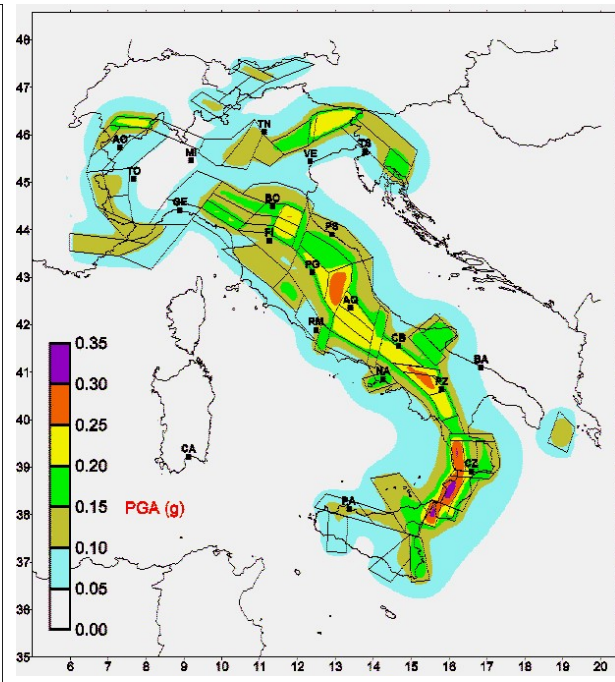 48
47
46
45
44
43
42
41
40
39
38
37
36
35
TN
AO
MI
VE
TS
TO
GE
BO
FI
PS
PG
AQ
RM
CB
BA
NA
PZ
CA
CZ
PA
0.35
0.30
0.25
0.20
0.15
0.10
0.05
0.00
PGA (g)
6 7 8 9 10 11 12 13 14 15 16 17 18 19 20